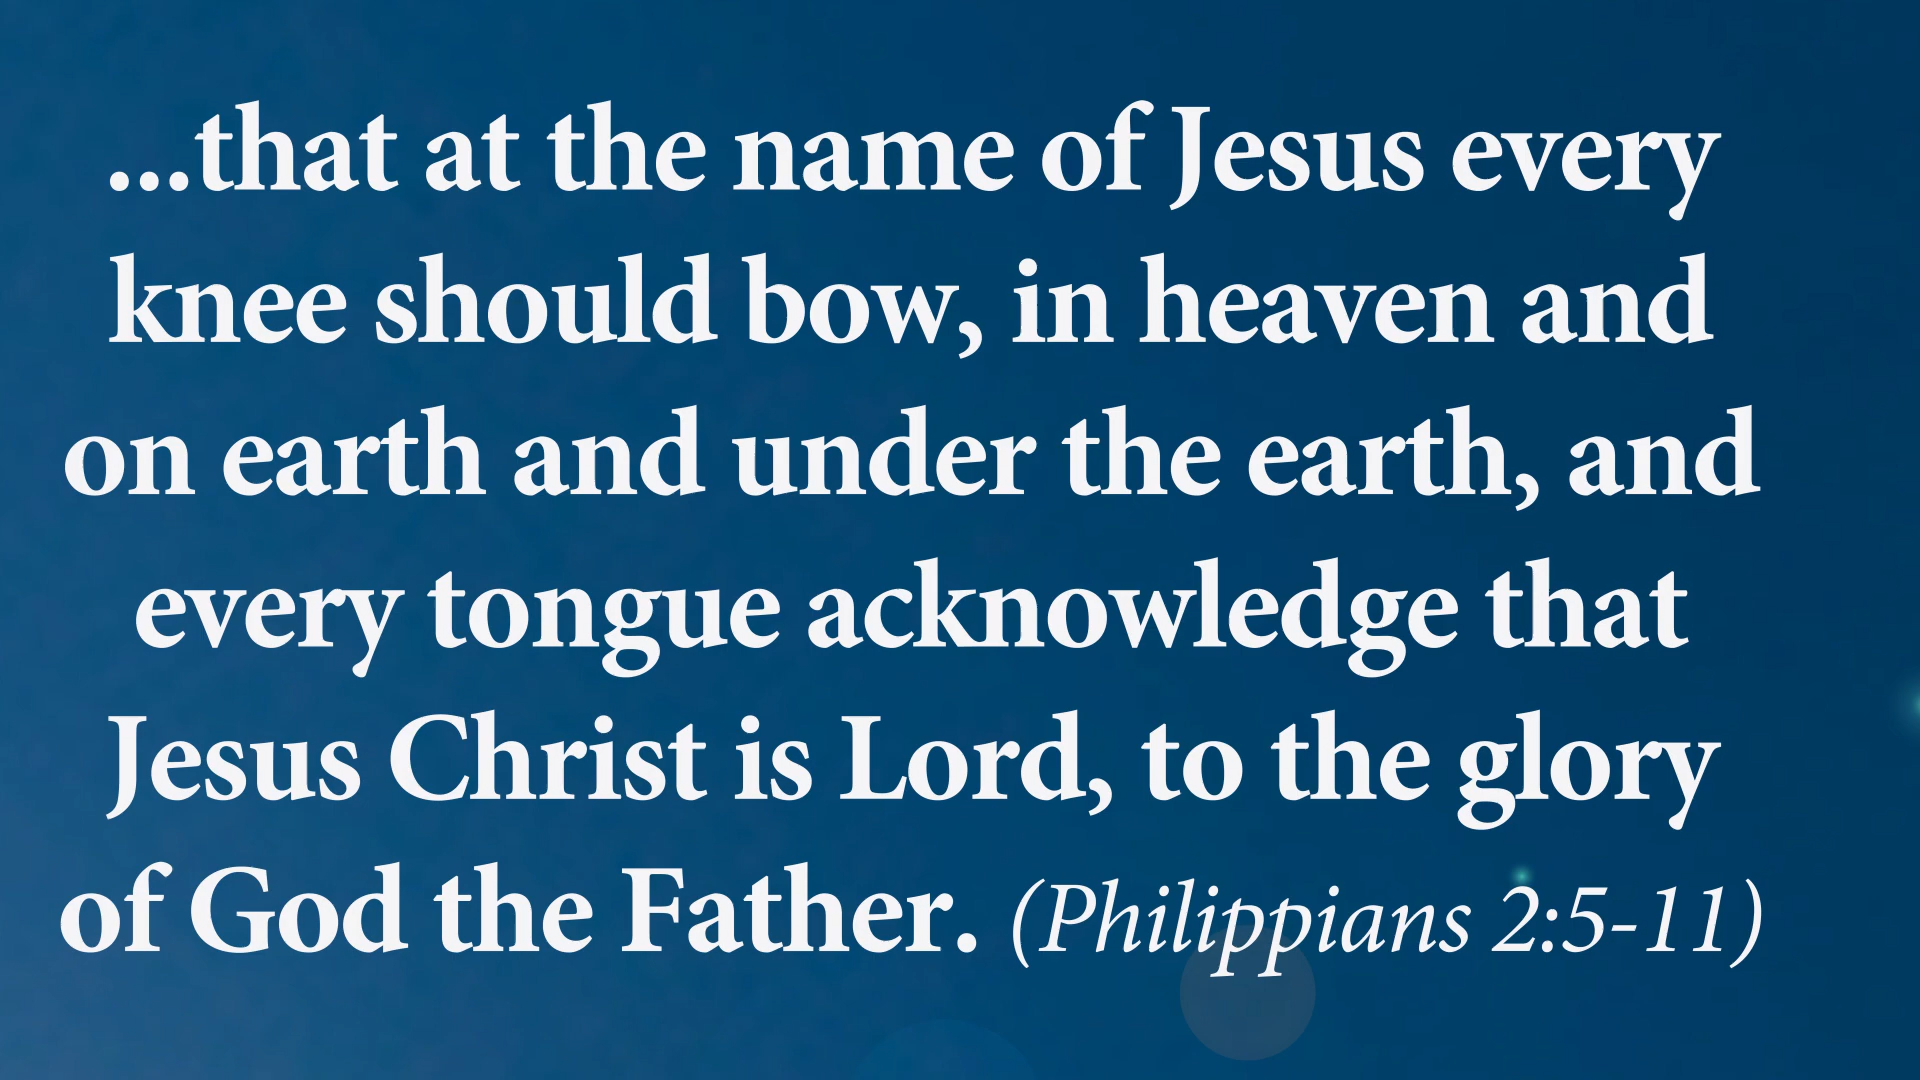 ...that at the name of Jesus every
knee should bow, in heaven and
on earth and under the earth, and
every tongue acknowledge that
Jesus Christ is Lord, to the glory
of God the Father. (Philippians 2:5-11)